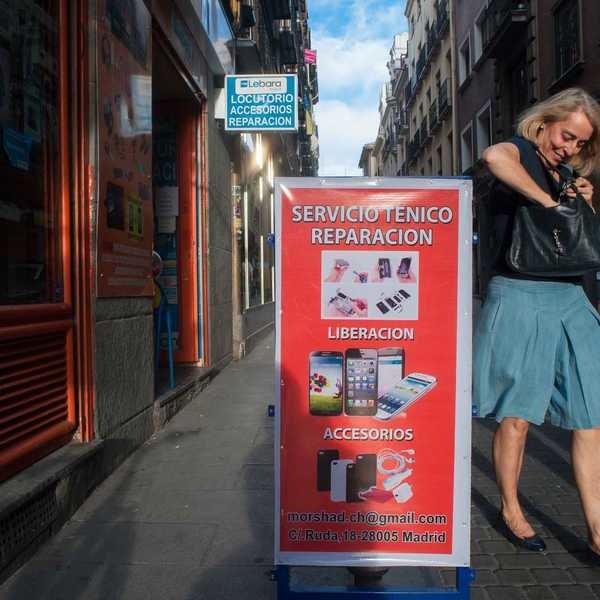 Lebara
LOCUTORIO
ACCESORIOS
REPARACION
SERVICIO TENICO
REPARACION
LIBERACION
ACCESORIOS
morshad.ch@gmail.com
C/.Ruda,18-28005 Madrid